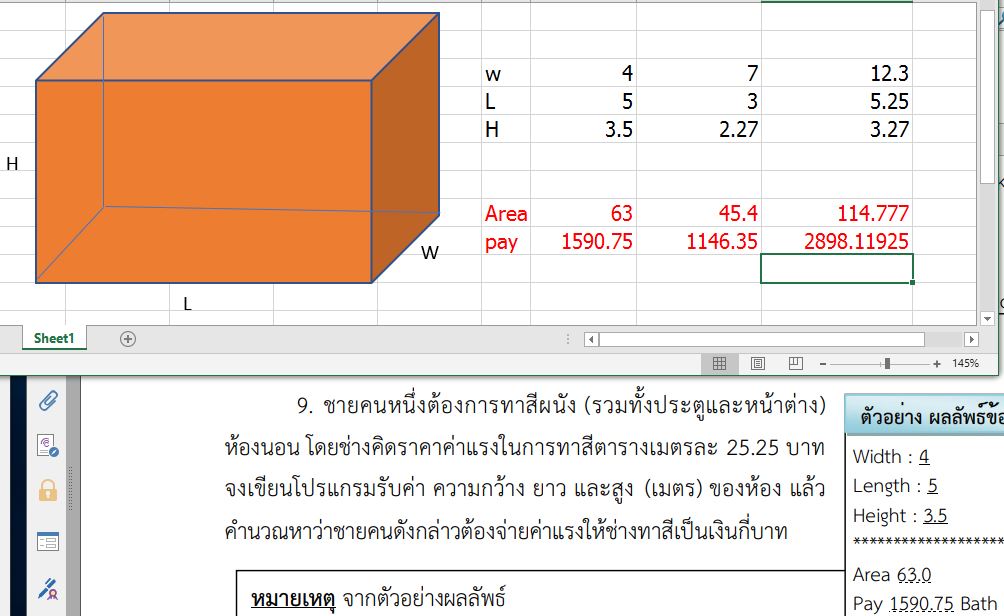 w 4 7 12.3
L 5 3 5.25
H 3.5 2.27 3.27
H
Area 63 45.4 114.777
pay 1590.75 1146.35 2898.11925
W
L
Sheet1
145%
9. ชายคนหนึ่งต้องการทาสีผนัง (รวมทั้งประตูและหน้าต่าง)
ห้องนอน โดยช่างคิดราคาค่าแรงในการทาสีตารางเมตรละ 25.25 บาท
จงเขียนโปรแกรมรับค่า ความกว้าง ยาว และสูง (เมตร) ของห้อง แล้ว
คำนวณหาว่าชายคนดังกล่าวต้องจ่ายค่าแรงให้ช่างทาสีเป็นเงินกี่บาท
หมายเหตุ จากตัวอย่างผลลัพธ์
ตัวอย่าง ผลลัพธ์ข้อ
Width : 4
Length : 5
Height : 3.5
*******************
Area 63.0
Pay 1590.75 Bath